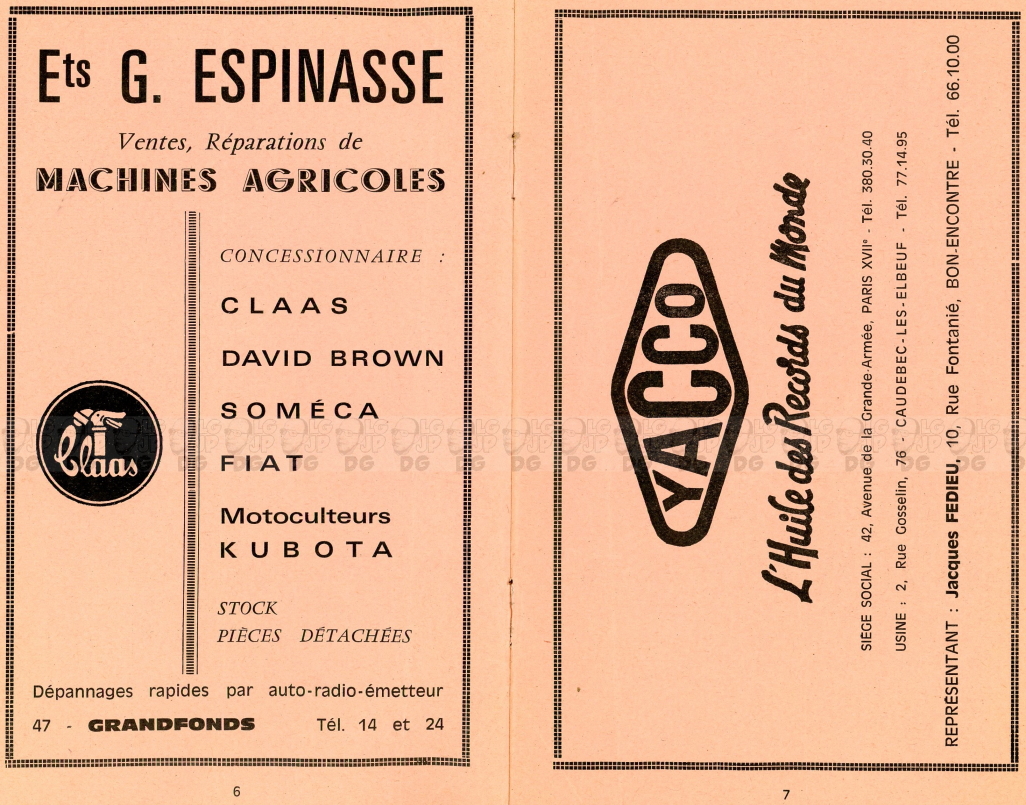 Ets G. ESPINASSE
Ventes, Réparations de
MACHINES AGRICOLES
CONCESSIONNAIRE :
CLAAS
DAVID BROWN
SOMÉCA
FIAT
Motoculteurs
KUBOTA
STOCK
PIÈCES DÉTACHÉES
Claas
Dépannages rapides par auto-radio-émetteur
47 - GRANDFONDS Tél. 14 et 24
6
YACCO
L'Huile des Records du Monde
SIEGE SOCIAL : 42, Avenue de la Grande-Armée, PARIS XVIIe - Tél. 380.30.40
USINE : 2, Rue Gosselin, 76 - CAUDEBEC-LES-ELBEUF - Tél. 77.14.95
REPRÉSENTANT : Jacques FEDIEU, 10, Rue Fontanié, BON-ENCONTRE - Tél. 66.10.00
7